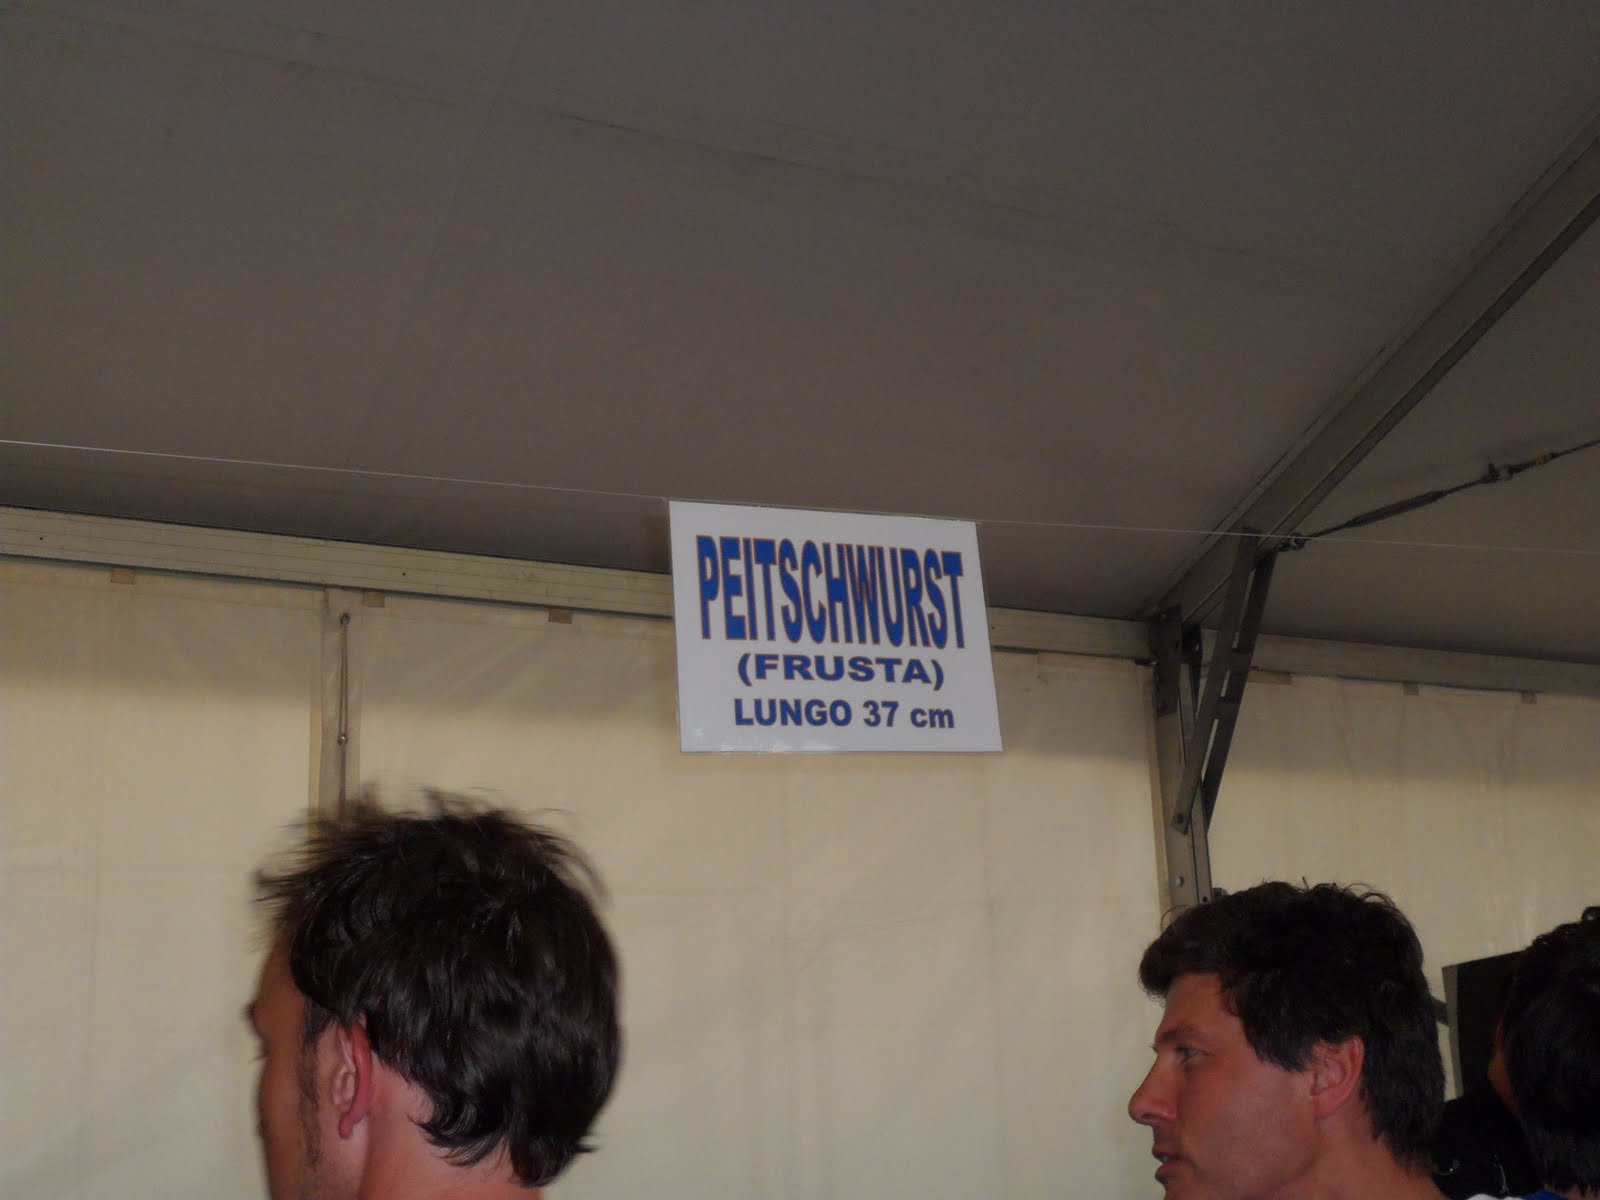 PEITSCHWURST
(FRUSTA)
LUNGO 37 cm